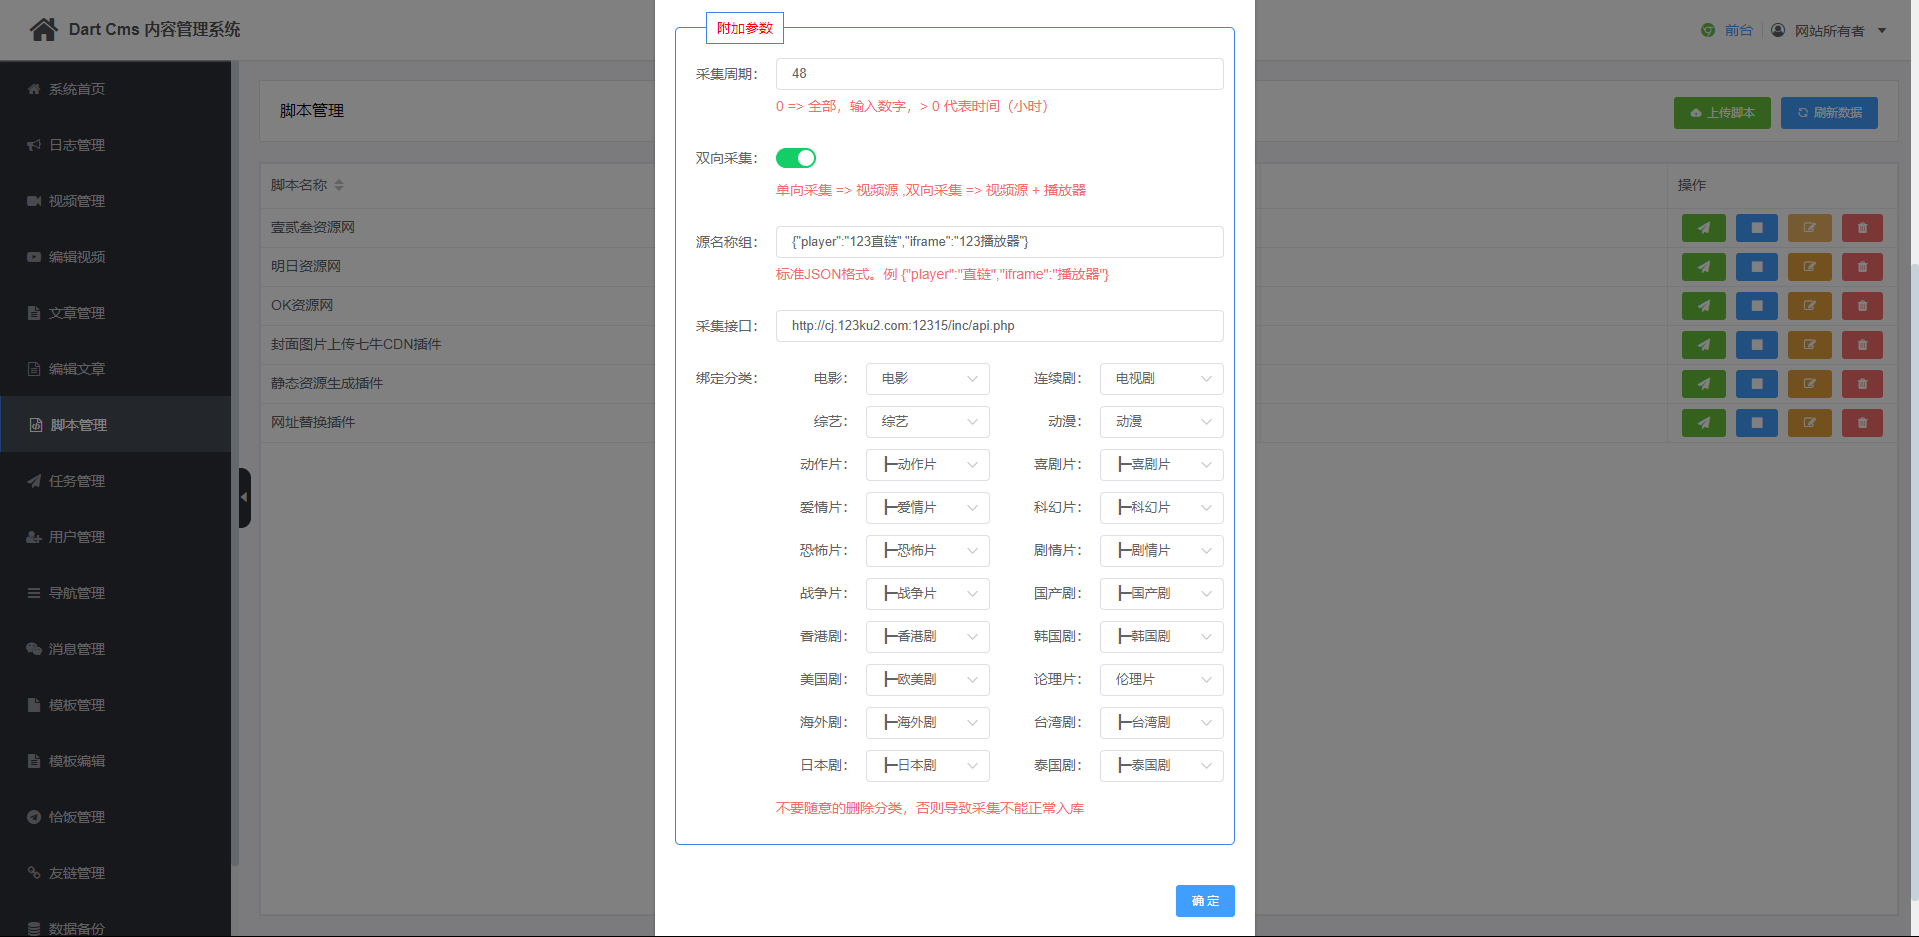 Dart Cms 内容管理系统
前台
网站所有者
系统首页
日志管理
视频管理
编辑视频
文章管理
编辑文章
脚本管理
任务管理
用户管理
导航管理
消息管理
模板管理
模板编辑
恰饭管理
友链管理
数据备份
脚本管理
上传脚本
刷新数据
脚本名称
操作
壹贰叁资源网
明日资源网
OK资源网
封面图片上传七牛CDN插件
静态资源生成插件
网址替换插件
附加参数
采集周期： 48
0 => 全部，输入数字，> 0 代表时间（小时）
双向采集：
单向采集 => 视频源 ,双向采集 => 视频源 + 播放器
源名称组： {"player":"123直链","iframe":"123播放器"}
标准JSON格式。例 {"player":"直链","iframe":"播放器"}
采集接口： http://cj.123ku2.com:12315/inc/api.php
绑定分类： 电影： 电影 连续剧： 电视剧
综艺： 综艺 动漫： 动漫
动作片： ┣━动作片 喜剧片： ┣━喜剧片
爱情片： ┣━爱情片 科幻片： ┣━科幻片
恐怖片： ┣━恐怖片 剧情片： ┣━剧情片
战争片： ┣━战争片 国产剧： ┣━国产剧
香港剧： ┣━香港剧 韩国剧： ┣━韩国剧
美国剧： ┣━欧美剧 论理片： 伦理片
海外剧： ┣━海外剧 台湾剧： ┣━台湾剧
日本剧： ┣━日本剧 泰国剧： ┣━泰国剧
不要随意的删除分类，否则导致采集不能正常入库
确 定